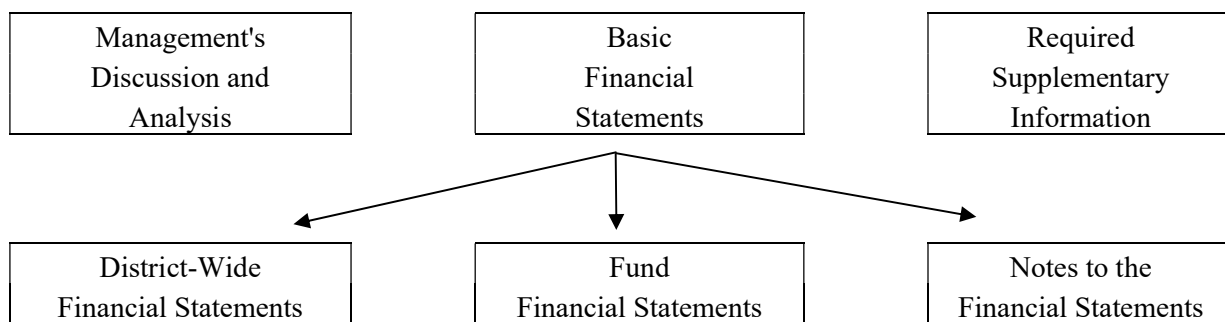 Management's
Discussion and
Analysis
Basic
Financial
Statements
Required
Supplementary
Information
District-Wide
Financial Statements
Fund
Financial Statements
Notes to the
Financial Statements